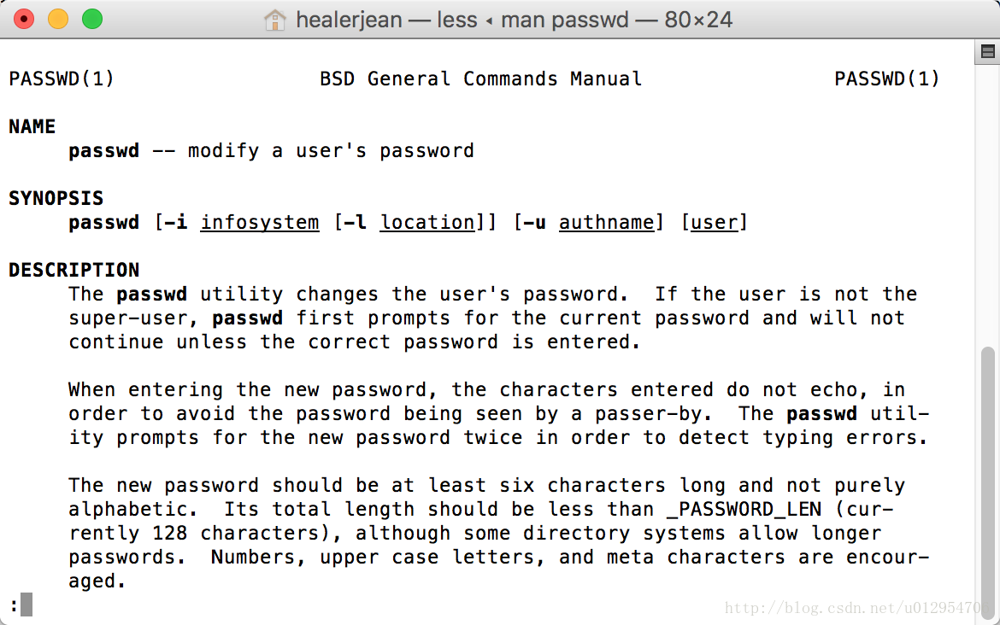 healerjean — less ◂ man passwd — 80×24
PASSWD(1) BSD General Commands Manual PASSWD(1)
NAME
passwd -- modify a user's password
SYNOPSIS
passwd [-i infosystem [-l location]] [-u authname] [user]
DESCRIPTION
The passwd utility changes the user's password. If the user is not the
super-user, passwd first prompts for the current password and will not
continue unless the correct password is entered.
When entering the new password, the characters entered do not echo, in
order to avoid the password being seen by a passer-by. The passwd util-
ity prompts for the new password twice in order to detect typing errors.
The new password should be at least six characters long and not purely
alphabetic. Its total length should be less than _PASSWORD_LEN (cur-
rently 128 characters), although some directory systems allow longer
passwords. Numbers, upper case letters, and meta characters are encour-
aged.
: